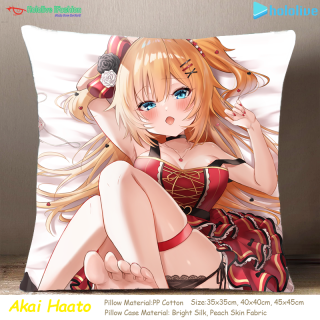 Hololive
Akai Haato
Pillow Material:PP Cotton Size:35x35cm, 40x40cm, 45x45cm
Pillow Case Material: Bright Silk, Peach Skin Fabric